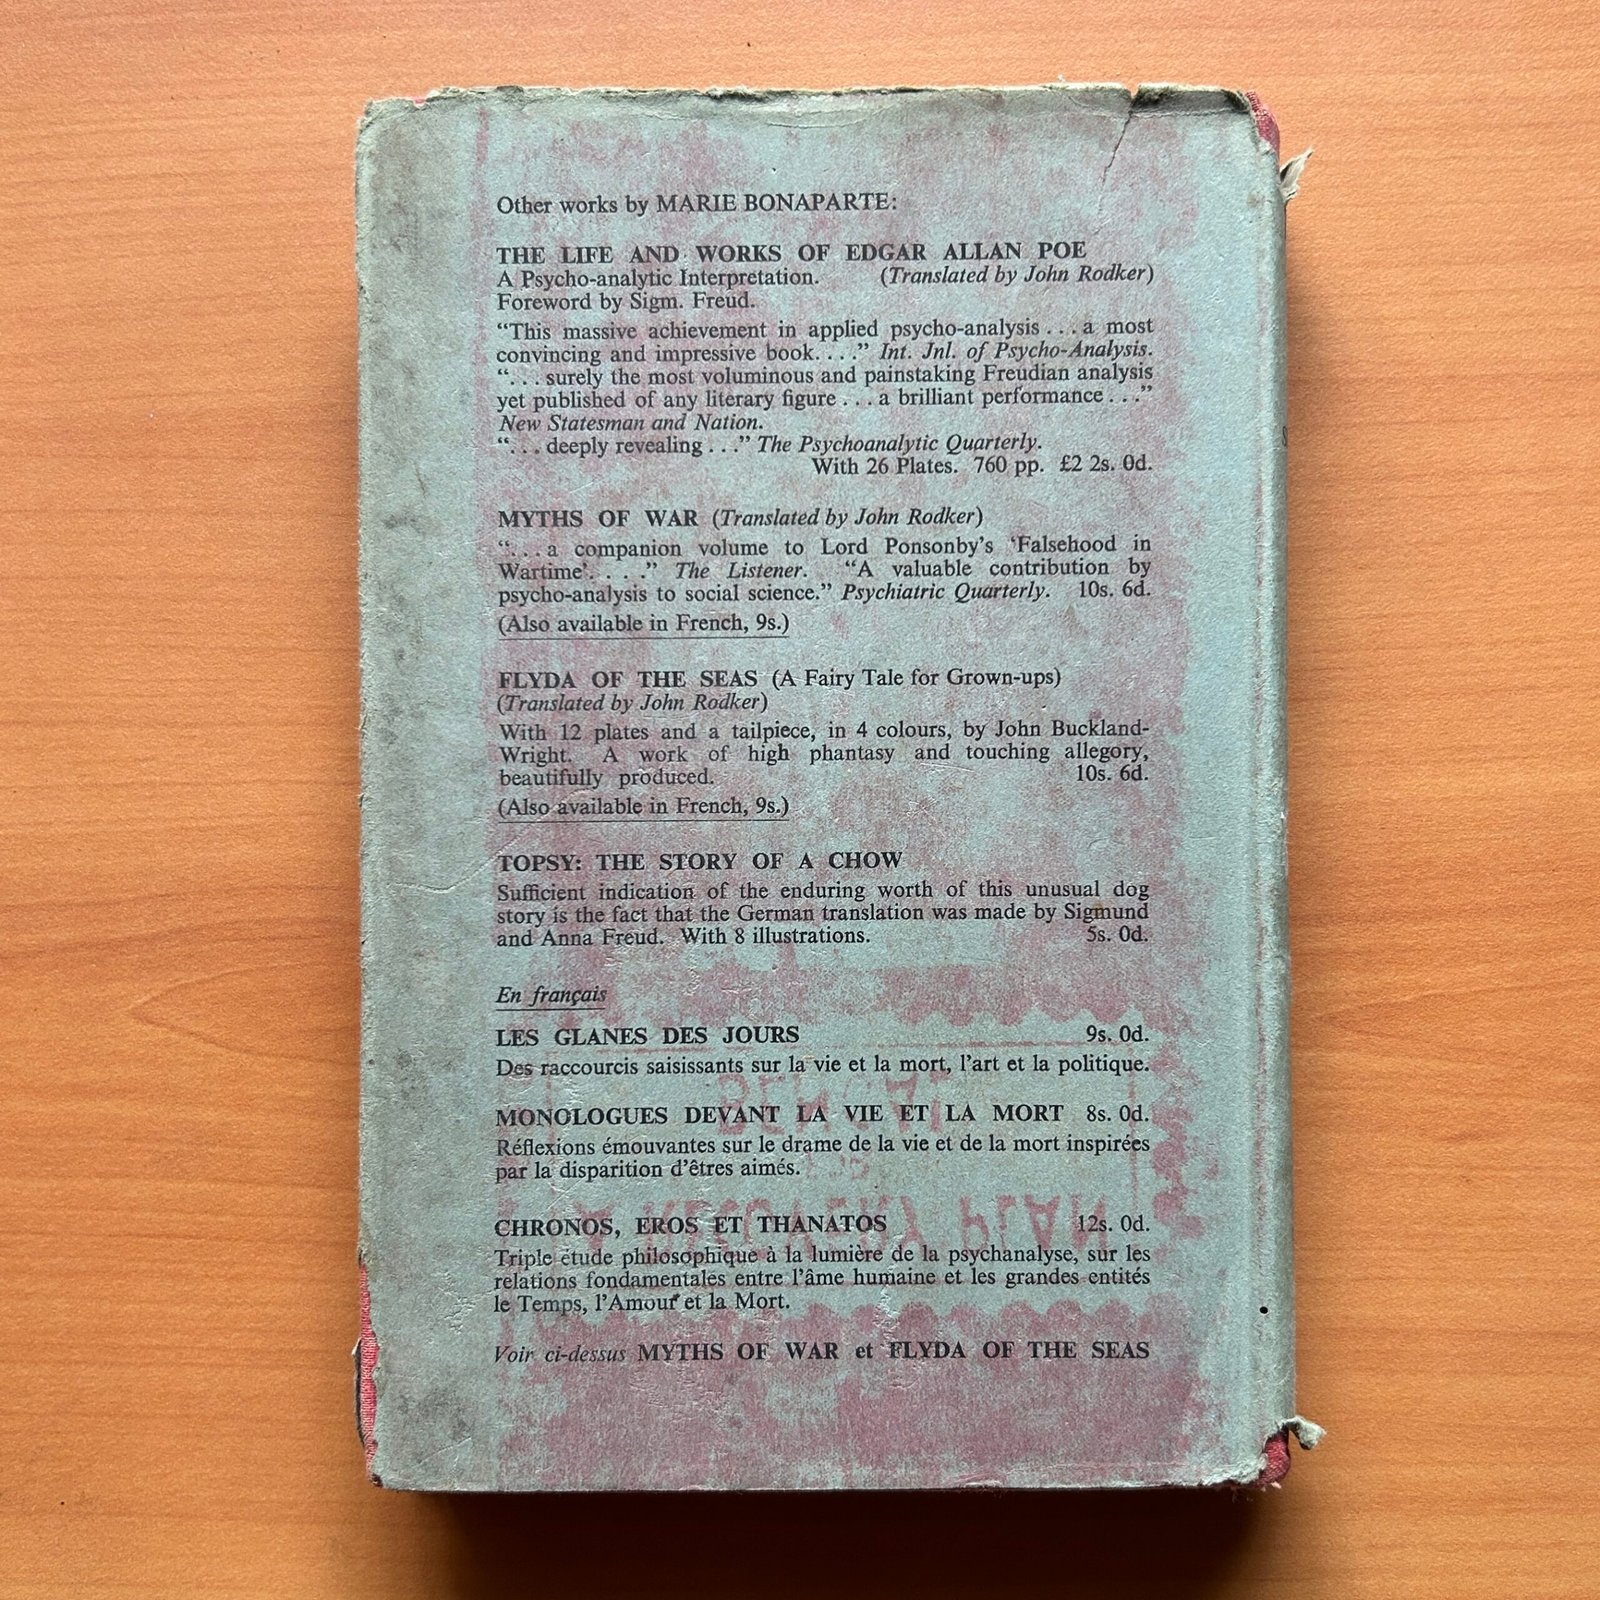 Other works by MARIE BONAPARTE:
THE LIFE AND WORKS OF EDGAR ALLAN POE
A Psycho-analytic Interpretation. (Translated by John Rodker)
Foreword by Sigm. Freud.
“This massive achievement in applied psycho-analysis . . . a most
convincing and impressive book. . . .” Int. Jnl. of Psycho-Analysis.
“. . . surely the most voluminous and painstaking Freudian analysis
yet published of any literary figure . . . a brilliant performance . . .”
New Statesman and Nation.
“. . . deeply revealing . . .” The Psychoanalytic Quarterly.
With 26 Plates. 760 pp. £2 2s. 0d.
MYTHS OF WAR (Translated by John Rodker)
“. . . a companion volume to Lord Ponsonby’s ‘Falsehood in
Wartime’. . . .” The Listener. “A valuable contribution by
psycho-analysis to social science.” Psychiatric Quarterly. 10s. 6d.
(Also available in French, 9s.)
FLYDA OF THE SEAS (A Fairy Tale for Grown-ups)
(Translated by John Rodker)
With 12 plates and a tailpiece, in 4 colours, by John Buckland-
Wright. A work of high phantasy and touching allegory,
beautifully produced. 10s. 6d.
(Also available in French, 9s.)
TOPSY: THE STORY OF A CHOW
Sufficient indication of the enduring worth of this unusual dog
story is the fact that the German translation was made by Sigmund
and Anna Freud. With 8 illustrations. 5s. 0d.
En français
LES GLANES DES JOURS 9s. 0d.
Des raccourcis saisissants sur la vie et la mort, l’art et la politique.
MONOLOGUES DEVANT LA VIE ET LA MORT 8s. 0d.
Réflexions émouvantes sur le drame de la vie et de la mort inspirées
par la disparition d’êtres aimés.
CHRONOS, EROS ET THANATOS 12s. 0d.
Triple étude philosophique à la lumière de la psychanalyse, sur les
relations fondamentales entre l’âme humaine et les grandes entités
le Temps, l’Amour et la Mort.
Voir ci-dessus MYTHS OF WAR et FLYDA OF THE SEAS